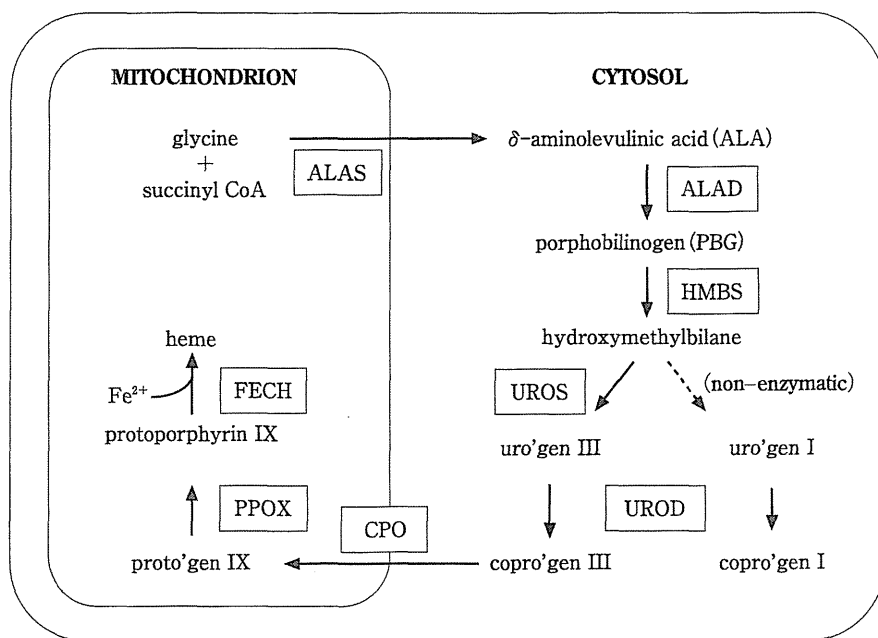 MITOCHONDRION
CYTOSOL
glycine
+
succinyl CoA
ALAS
δ-aminolevulinic acid (ALA)
ALAD
porphobilinogen (PBG)
HMBS
hydroxymethylbilane
heme
Fe²⁺
FECH
protoporphyrin IX
UROS
(non-enzymatic)
uro'gen III
uro'gen I
PPOX
CPO
UROD
proto'gen IX
copro'gen III
copro'gen I